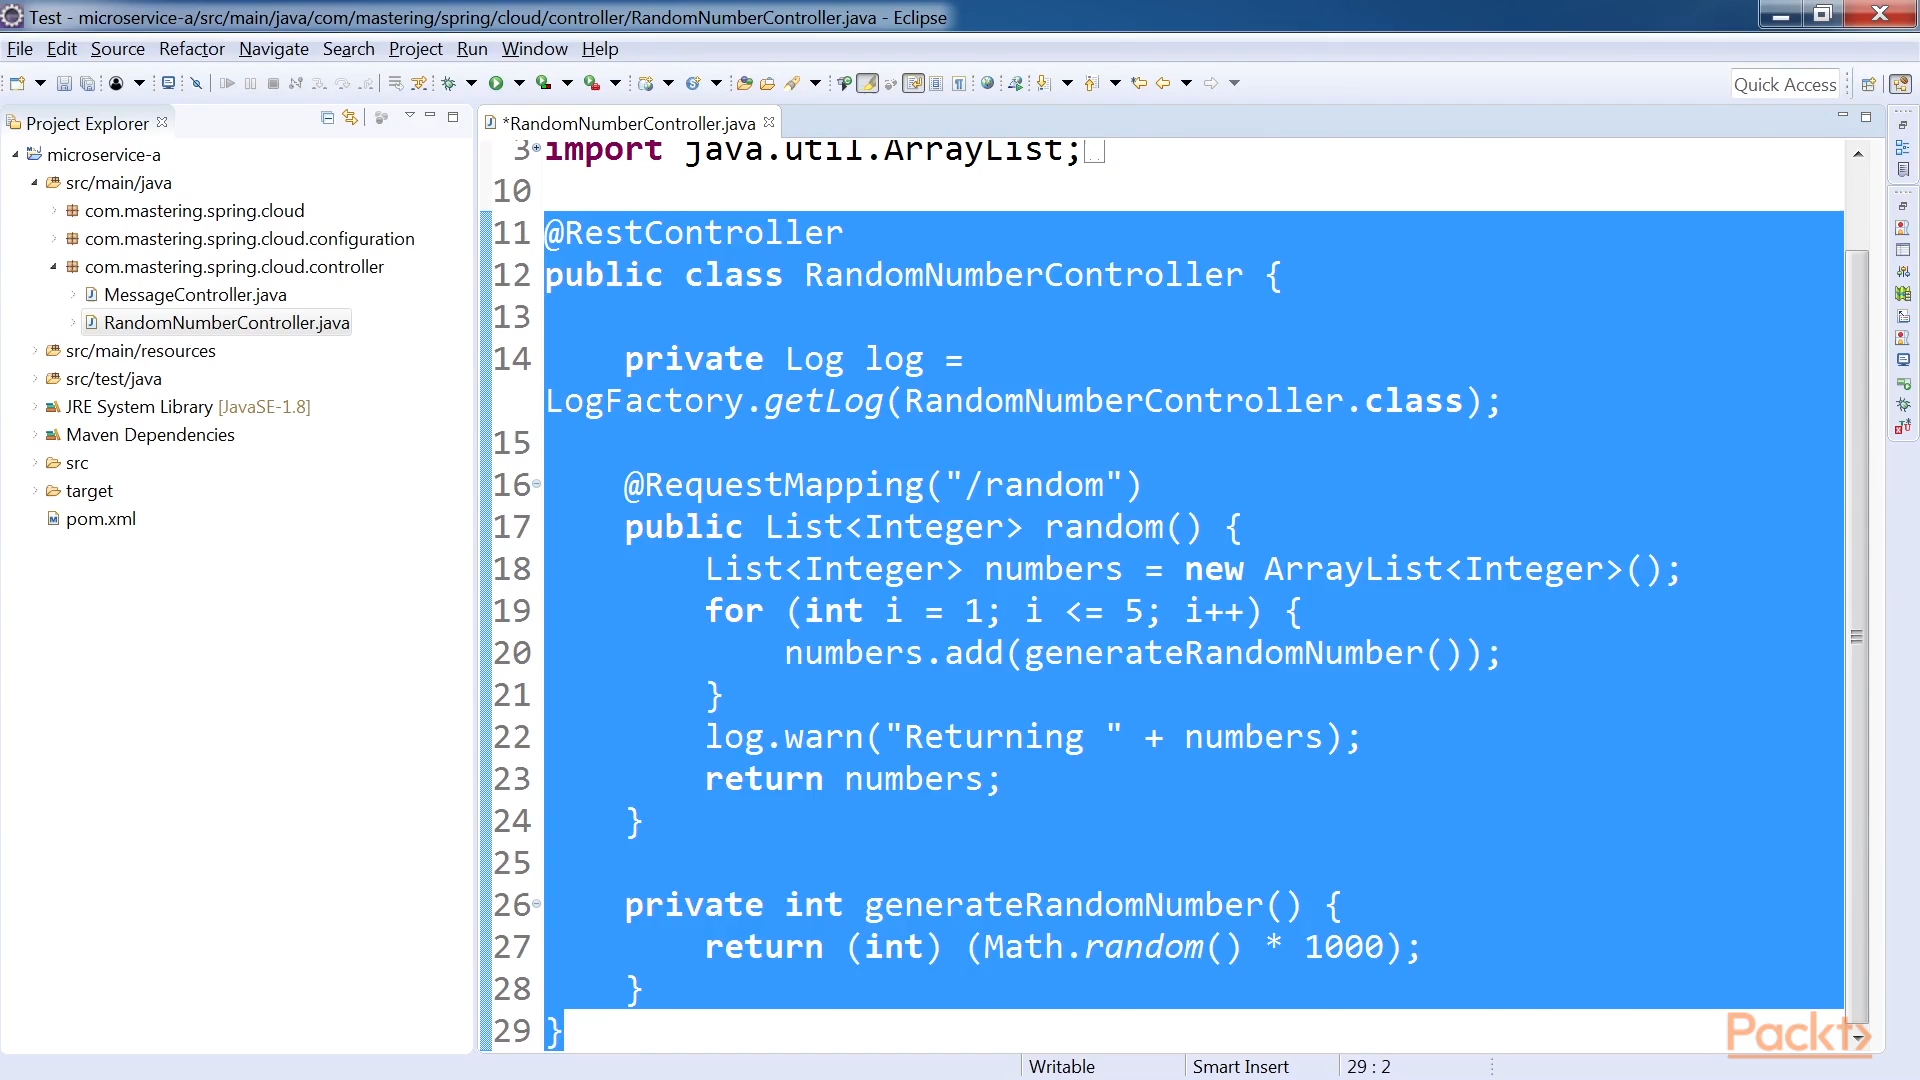 Test - microservice-a/src/main/java/com/mastering/spring/cloud/controller/RandomNumberController.java - Eclipse
File Edit Source Refactor Navigate Search Project Run Window Help
Quick Access
Project Explorer
*RandomNumberController.java
microservice-a
src/main/java
com.mastering.spring.cloud
com.mastering.spring.cloud.configuration
com.mastering.spring.cloud.controller
MessageController.java
RandomNumberController.java
src/main/resources
src/test/java
JRE System Library [JavaSE-1.8]
Maven Dependencies
src
target
pom.xml
3 import java.util.ArrayList;
10
11 @RestController
12 public class RandomNumberController {
13
14 private Log log =
LogFactory.getLog(RandomNumberController.class);
15
16 @RequestMapping("/random")
17 public List<Integer> random() {
18 List<Integer> numbers = new ArrayList<Integer>();
19 for (int i = 1; i <= 5; i++) {
20 numbers.add(generateRandomNumber());
21 }
22 log.warn("Returning " + numbers);
23 return numbers;
24 }
25
26 private int generateRandomNumber() {
27 return (int) (Math.random() * 1000);
28 }
29 }
Packt>
Writable
Smart Insert
29 : 2